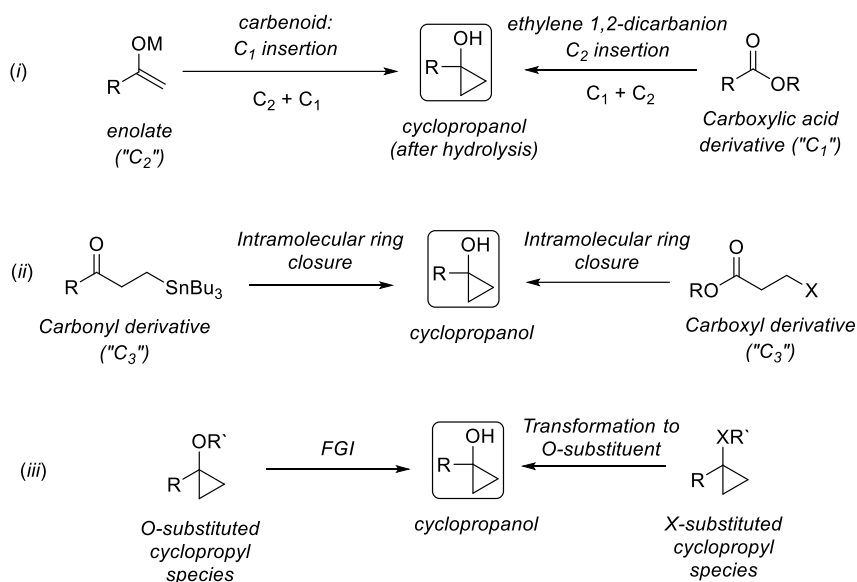 carbenoid:
C1 insertion
C2 + C1
OM
R
enolate
("C2")
(i)
OH
R
cyclopropanol
(after hydrolysis)
ethylene 1,2-dicarbanion
C2 insertion
C1 + C2
O
R
OR
Carboxylic acid
derivative ("C1")
(ii)
O
R
SnBu3
Carbonyl derivative
("C3")
Intramolecular ring
closure
OH
R
cyclopropanol
Intramolecular ring
closure
O
RO
X
Carboxyl derivative
("C3")
(iii)
OR`
R
O-substituted
cyclopropyl
species
FGI
OH
R
cyclopropanol
Transformation to
O-substituent
XR`
R
X-substituted
cyclopropyl
species